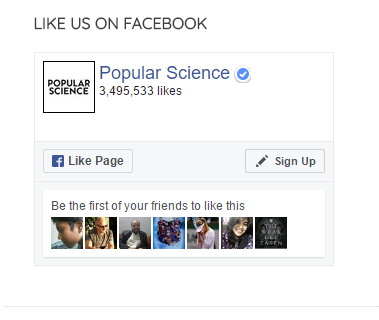 LIKE US ON FACEBOOK
POPULAR
SCIENCE
Popular Science
3,495,533 likes
Like Page
Sign Up
Be the first of your friends to like this